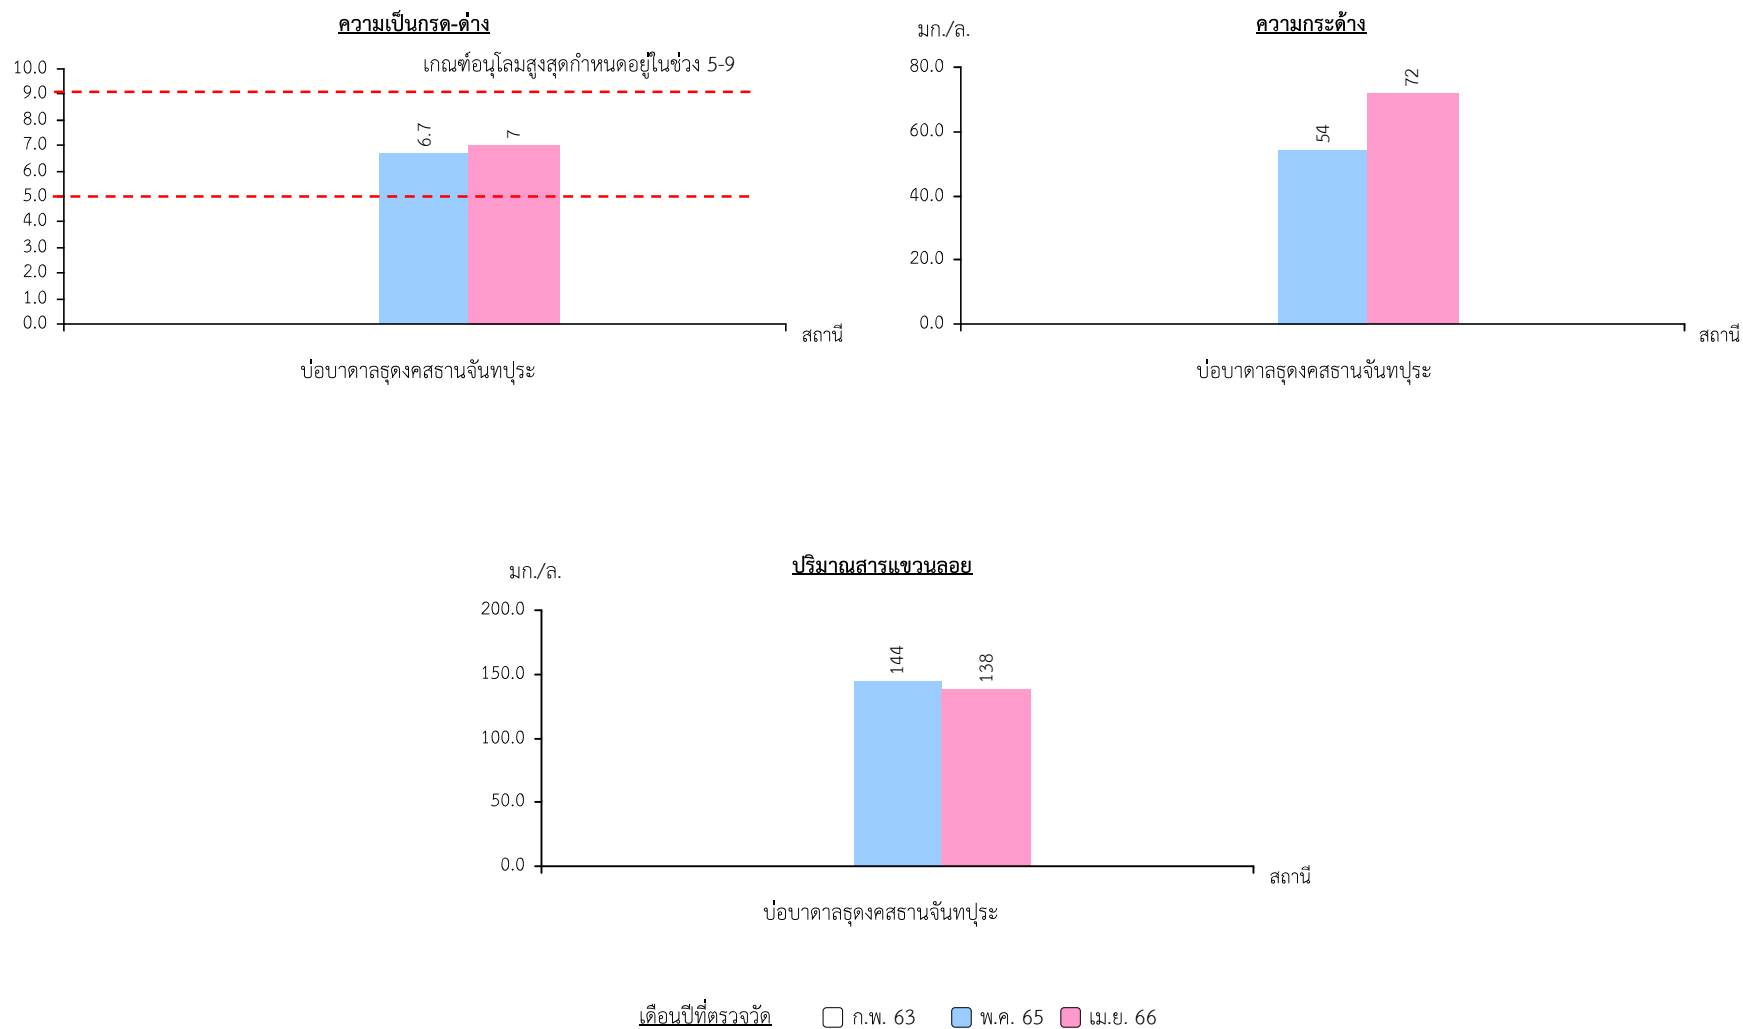 ความเป็นกรด-ด่าง
เกณฑ์อนุโลมสูงสุดกำหนดอยู่ในช่วง 5-9
10.0
9.0
8.0
7.0
6.0
5.0
4.0
3.0
2.0
1.0
0.0
6.7
7
สถานี
บ่อบาดาลธุดงคสธานจันทปุระ
มก./ล.
ความกระด้าง
80.0
60.0
40.0
20.0
0.0
54
72
สถานี
บ่อบาดาลธุดงคสธานจันทปุระ
มก./ล.
ปริมาณสารแขวนลอย
200.0
150.0
100.0
50.0
0.0
144
138
สถานี
บ่อบาดาลธุดงคสธานจันทปุระ
เดือนปีที่ตรวจวัด ก.พ. 63 พ.ค. 65 เม.ย. 66